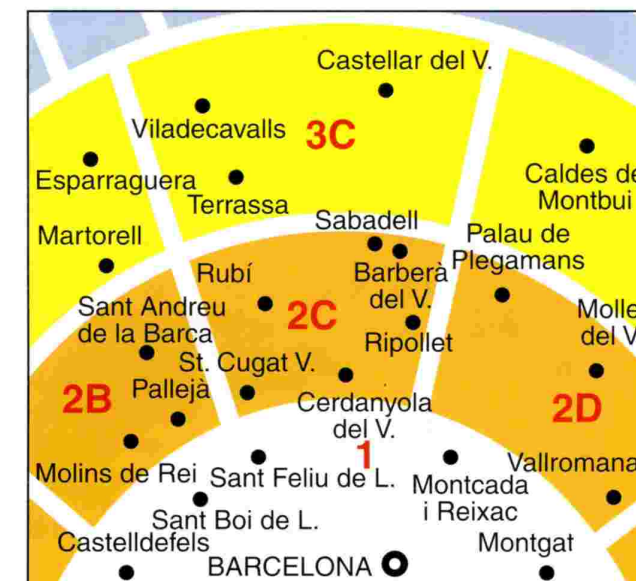 Castellar del V.
Viladecavalls
3C
Esparraguera
Terrassa
Caldes de
Montbui
Martorell
Sabadell
Palau de
Plegamans
Rubí
Barberà
del V.
Sant Andreu
de la Barca
2C
Ripollet
Molle
del V
St. Cugat V.
Pallejà
2B
Cerdanyola
del V.
2D
1
Molins de Rei
Sant Feliu de L.
Montcada
i Reixac
Vallromana
Sant Boi de L.
Castelldefels
Montgat
BARCELONA